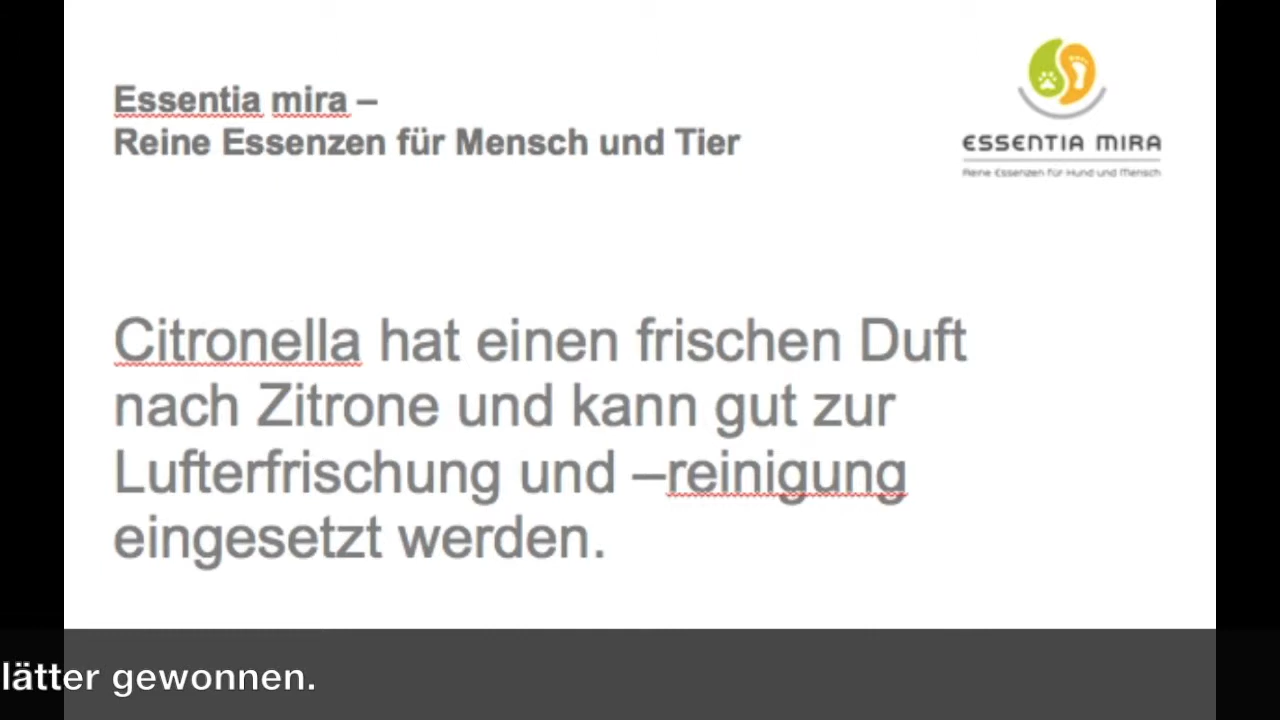 Essentia mira –
Reine Essenzen für Mensch und Tier
ESSENTIA MIRA
Reine Essenzen für Hund und Mensch
Citronella hat einen frischen Duft
nach Zitrone und kann gut zur
Lufterfrischung und –reinigung
eingesetzt werden.
lätter gewonnen.